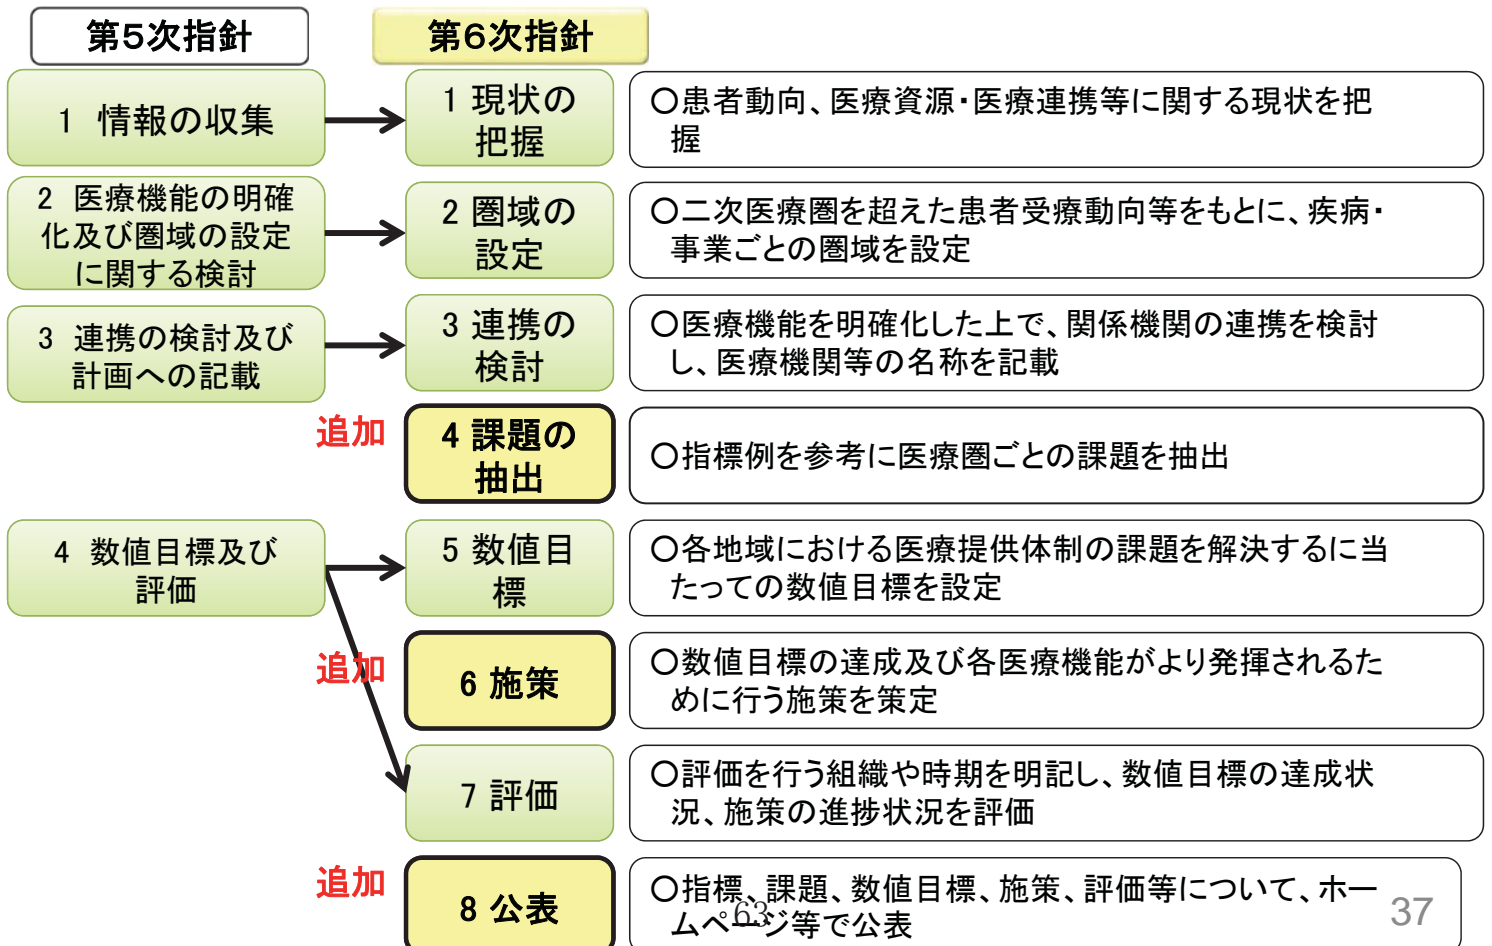 第5次指針
第6次指針
1 情報の収集
1 現状の
把握
○患者動向、医療資源・医療連携等に関する現状を把
握
2 医療機能の明確
化及び圏域の設定
に関する検討
2 圏域の
設定
○二次医療圏を超えた患者受療動向等をもとに、疾病・
事業ごとの圏域を設定
3 連携の検討及び
計画への記載
3 連携の
検討
○医療機能を明確化した上で、関係機関の連携を検討
し、医療機関等の名称を記載
追加
4 課題の
抽出
○指標例を参考に医療圏ごとの課題を抽出
4 数値目標及び
評価
5 数値目
標
○各地域における医療提供体制の課題を解決するに当
たっての数値目標を設定
追加
6 施策
○数値目標の達成及び各医療機能がより発揮されるた
めに行う施策を策定
7 評価
○評価を行う組織や時期を明記し、数値目標の達成状
況、施策の進捗状況を評価
追加
8 公表
○指標、課題、数値目標、施策、評価等について、ホー
ムページ等で公表
63
37